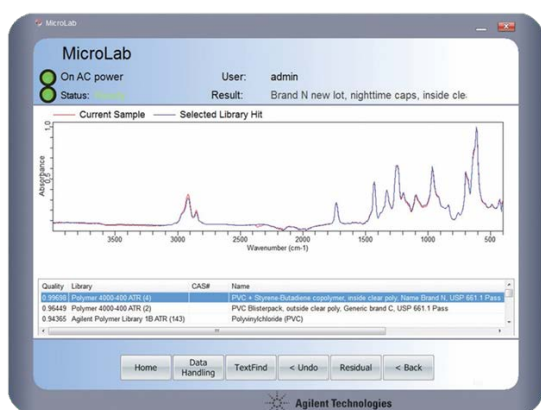 MicroLab
MicroLab
On AC power
User: admin
Status:
Result: Brand N new lot, nighttime caps, inside cle
Current Sample Selected Library Hit
1.0
0.5
Absorbance
3500 3000 2500 2000 1500 1000 500
Wavenumber (cm-1)
Quality Library CAS# Name
0.99698 Polymer 4000-400 ATR (4) PVC + Styrene-Butadiene copolymer, inside clear poly, Name Brand N, USP 661.1 Pass
0.96449 Polymer 4000-400 ATR (2) PVC Blisterpack, outside clear poly, Generic brand C, USP 661.1 Pass
0.94365 Agilent Polymer Library 1B ATR (143) Polyvinylchloride (PVC)
Home Data Handling TextFind < Undo Residual < Back
Agilent Technologies